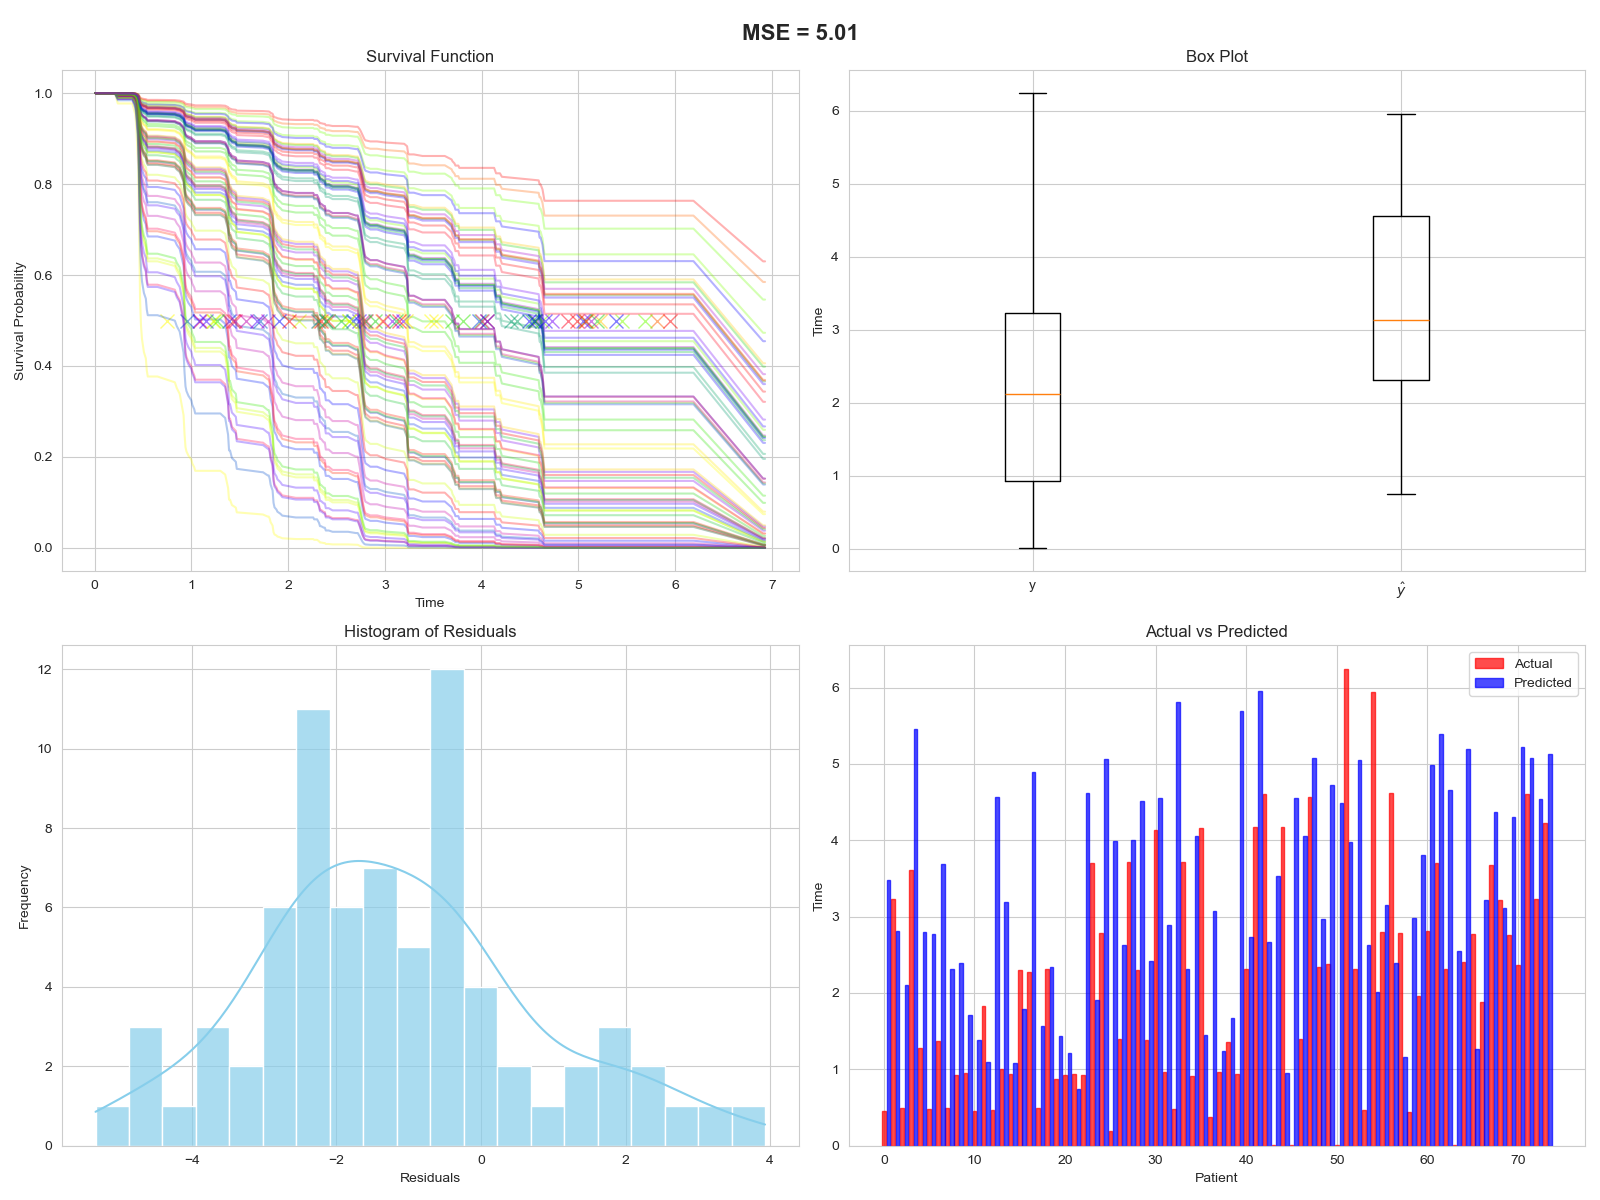 MSE = 5.01
Survival Function
Survival Probability
1.0
0.8
0.6
0.4
0.2
0.0
0 1 2 3 4 5 6 7
Time
Box Plot
Time
6
5
4
3
2
1
0
y ŷ
Histogram of Residuals
Frequency
12
10
8
6
4
2
0
−4 −2 0 2 4
Residuals
Actual vs Predicted
Actual
Predicted
Time
6
5
4
3
2
1
0
0 10 20 30 40 50 60 70
Patient